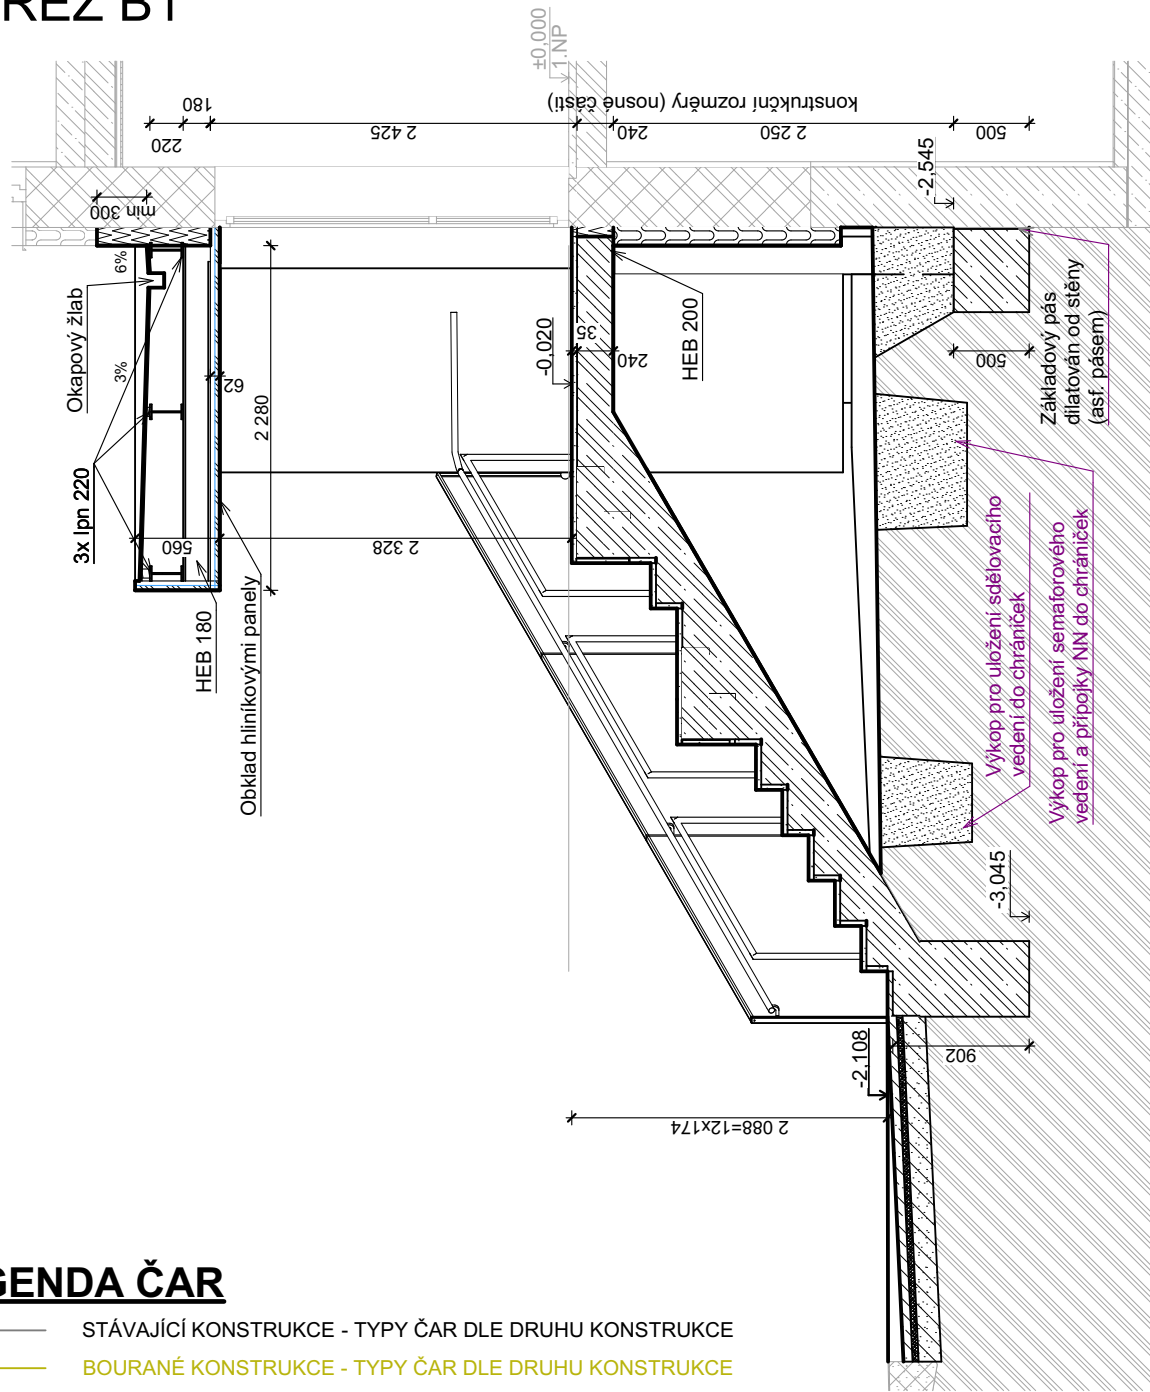 ŘEZ B1
±0,000
1.NP
konstrukční rozměry (nosné části)
180
220
2 425
240
2 250
500
-2,545
min 300
6%
3%
Okapový žlab
62
2 280
-0,020
35
240
HEB 200
500
Základový pás
dilatován od stěny
(asf. pásem)
3x Ipn 220
560
2 328
HEB 180
Obklad hliníkovými panely
Výkop pro uložení sdělovacího
vedení do chrániček
Výkop pro uložení semaforového
vedení a přípojky NN do chrániček
-3,045
-2,108
902
2 088=12x174
GENDA ČAR
STÁVAJÍCÍ KONSTRUKCE - TYPY ČAR DLE DRUHU KONSTRUKCE
BOURANÉ KONSTRUKCE - TYPY ČAR DLE DRUHU KONSTRUKCE